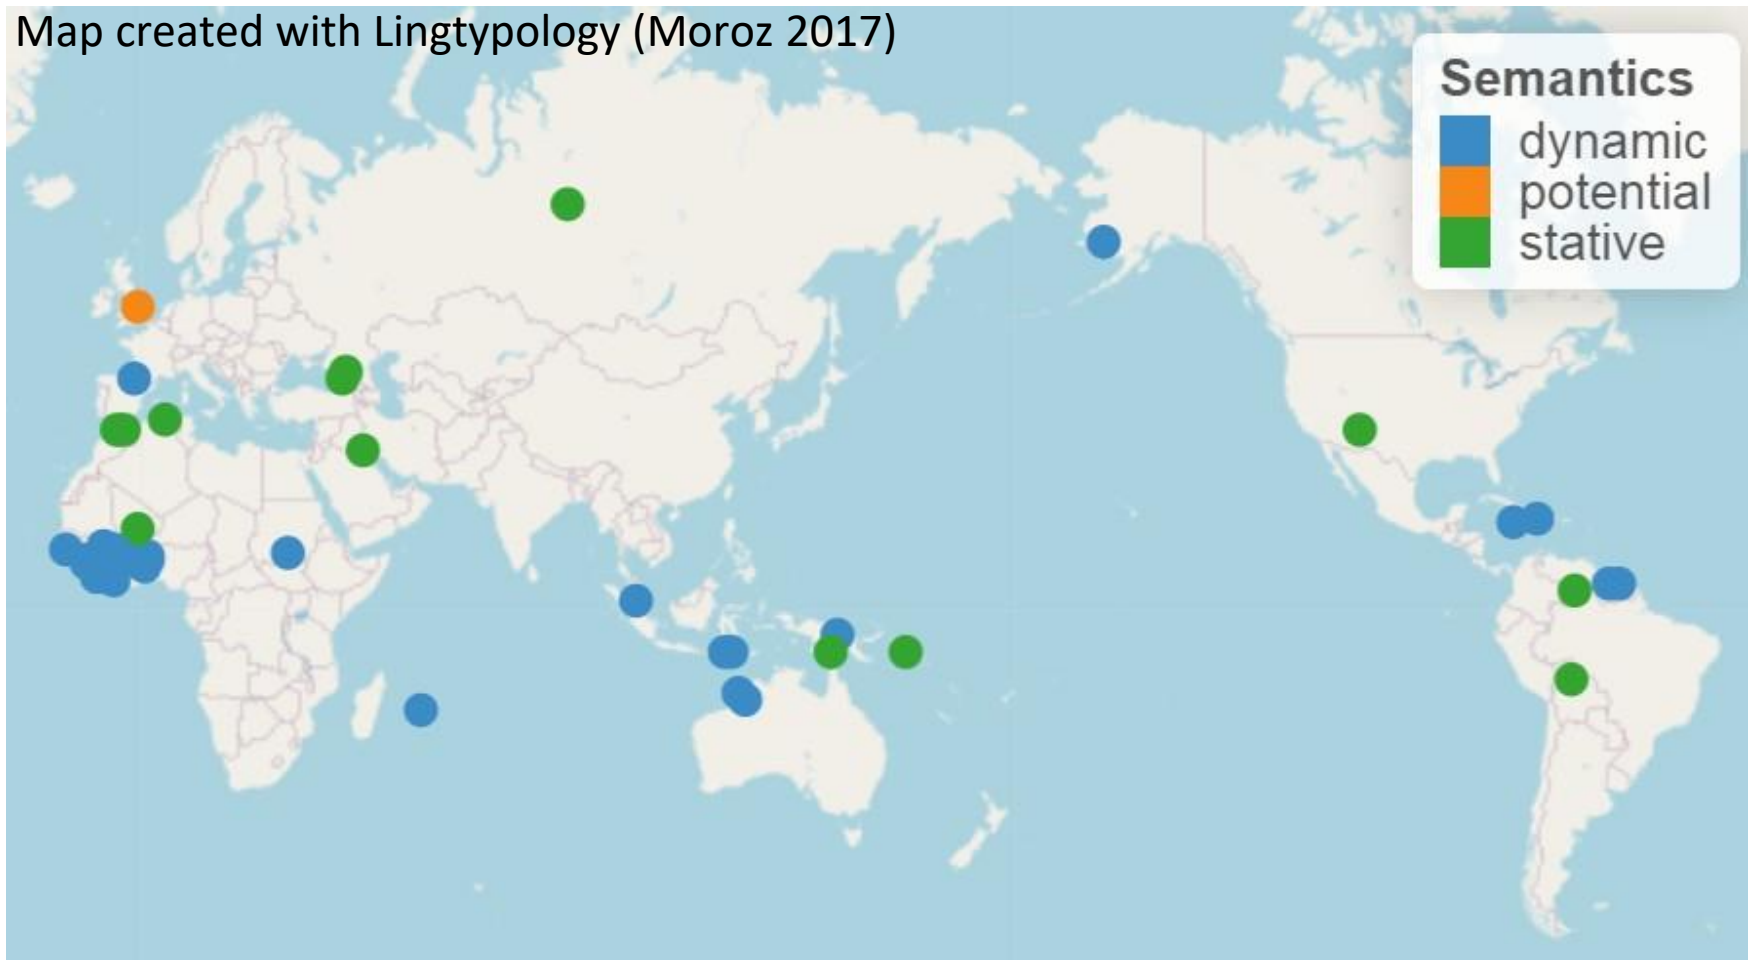 Map created with Lingtypology (Moroz 2017)
Semantics
dynamic
potential
stative